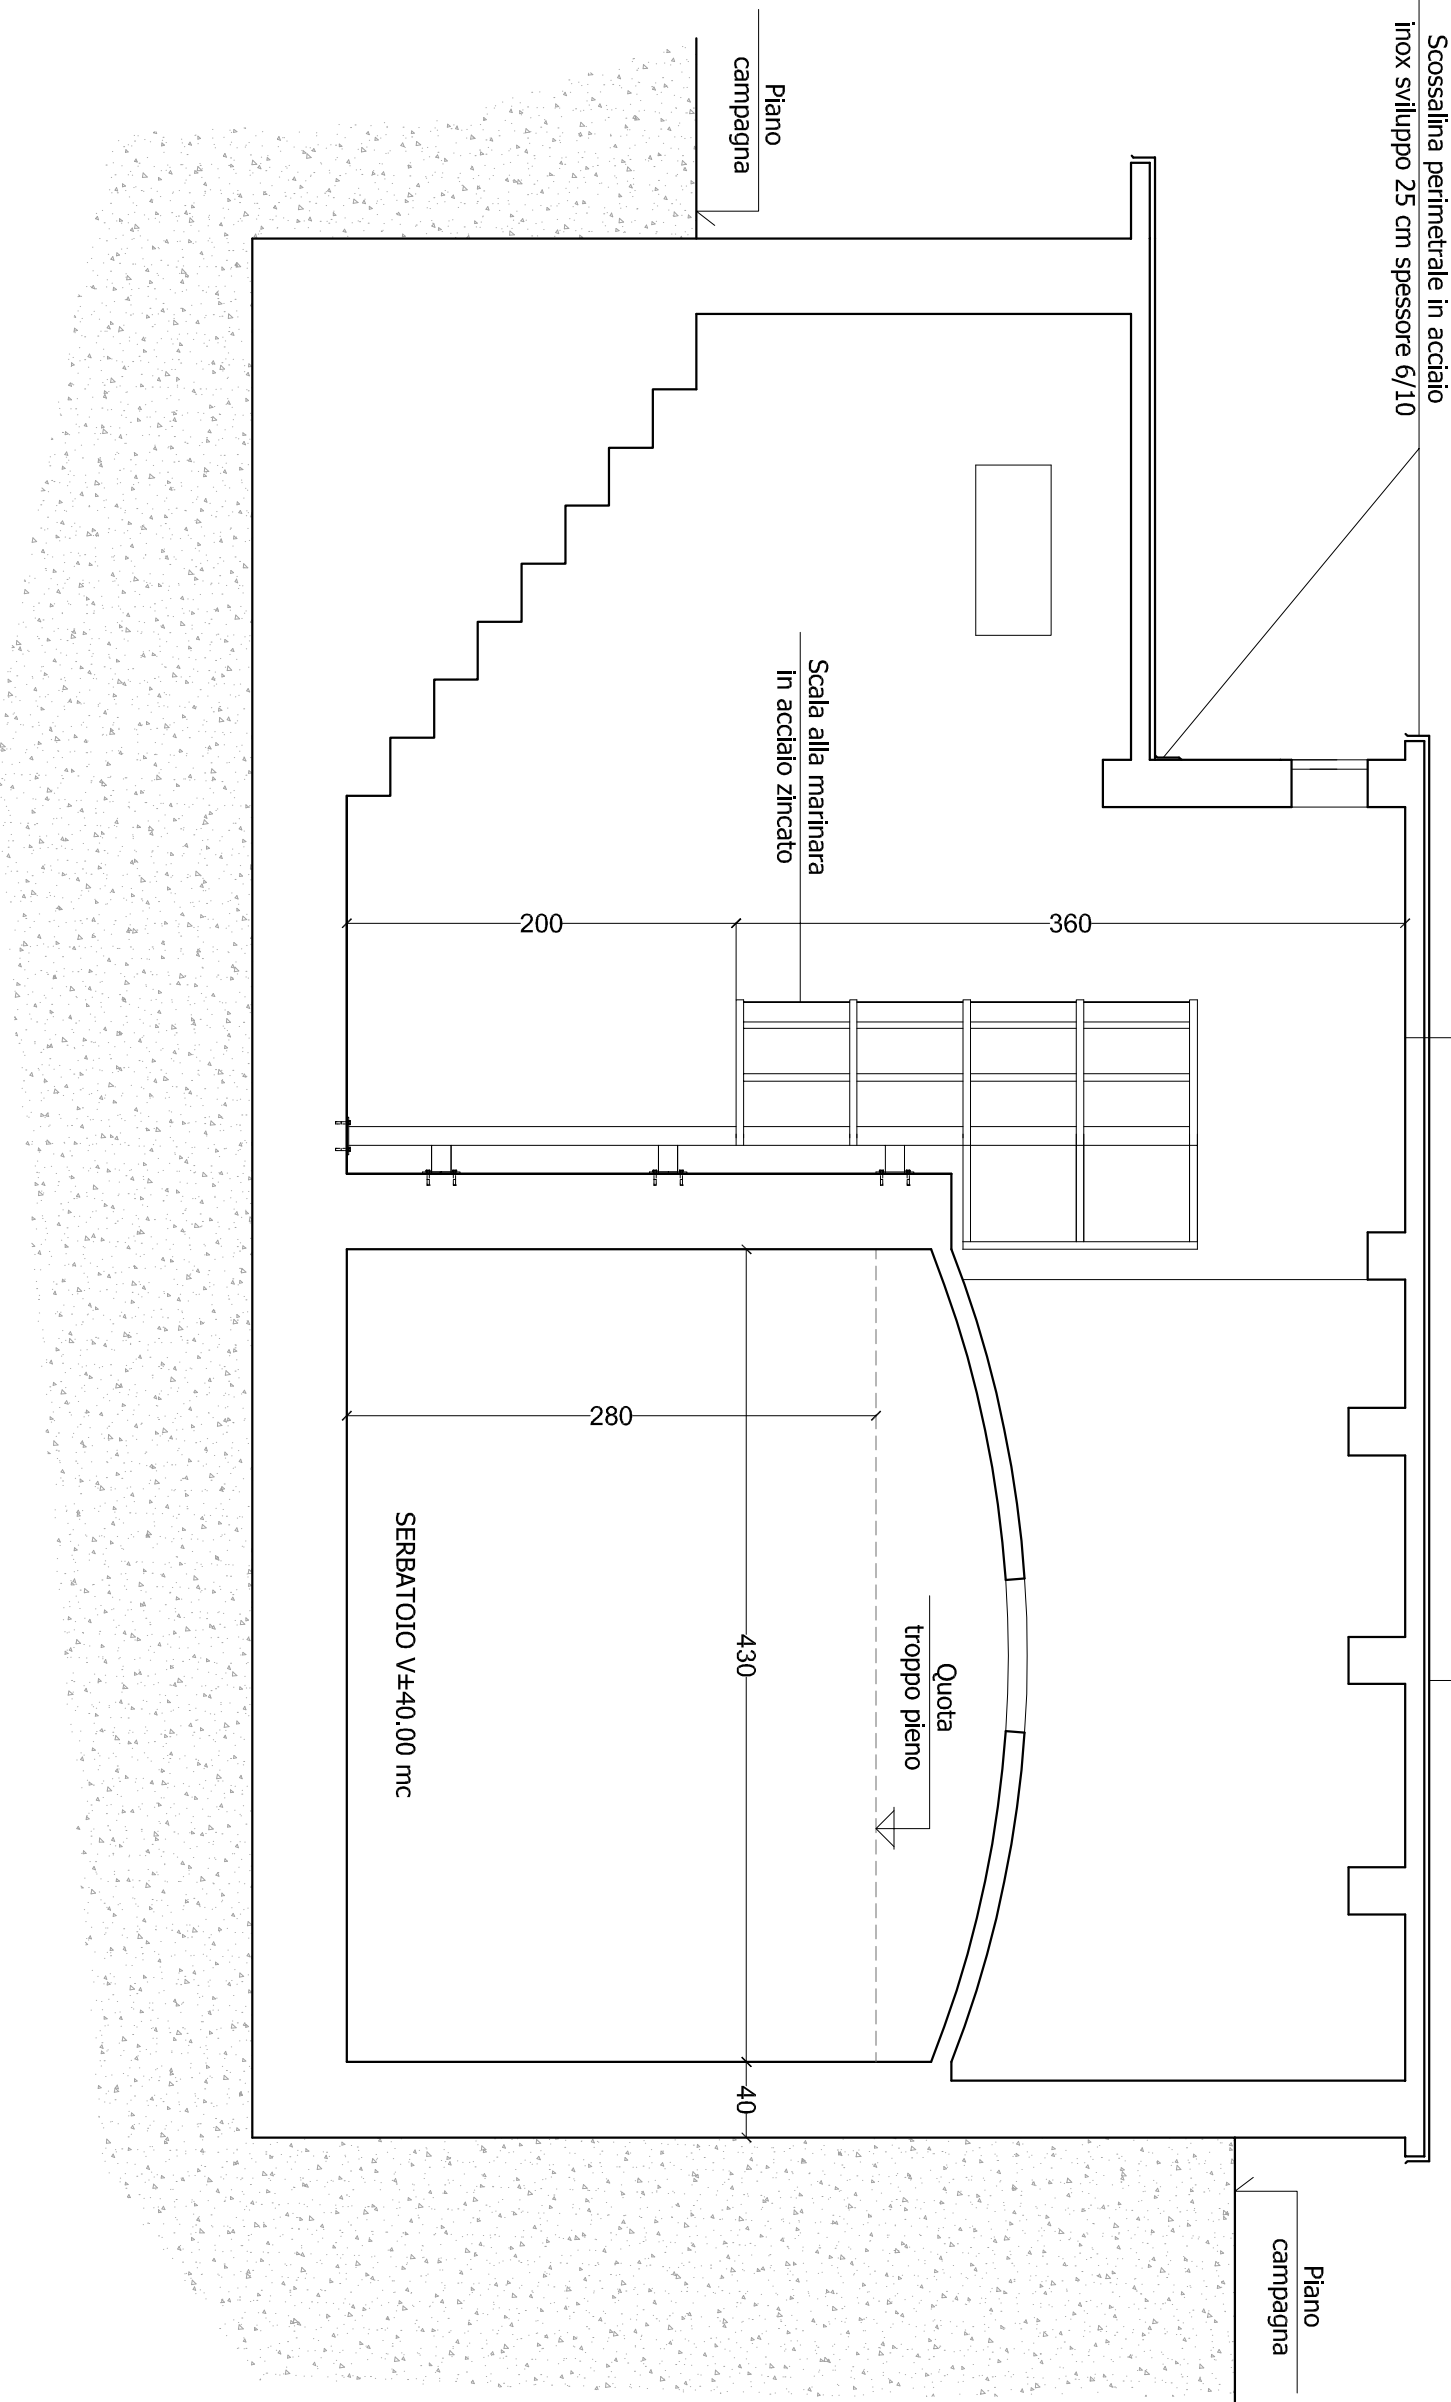 Scossalina perimetrale in acciaio
inox sviluppo 25 cm spessore 6/10
Piano
campagna
Scala alla marinara
in acciaio zincato
200
360
280
430
40
Quota
troppo pieno
SERBATOIO V±40.00 mc
Piano
campagna